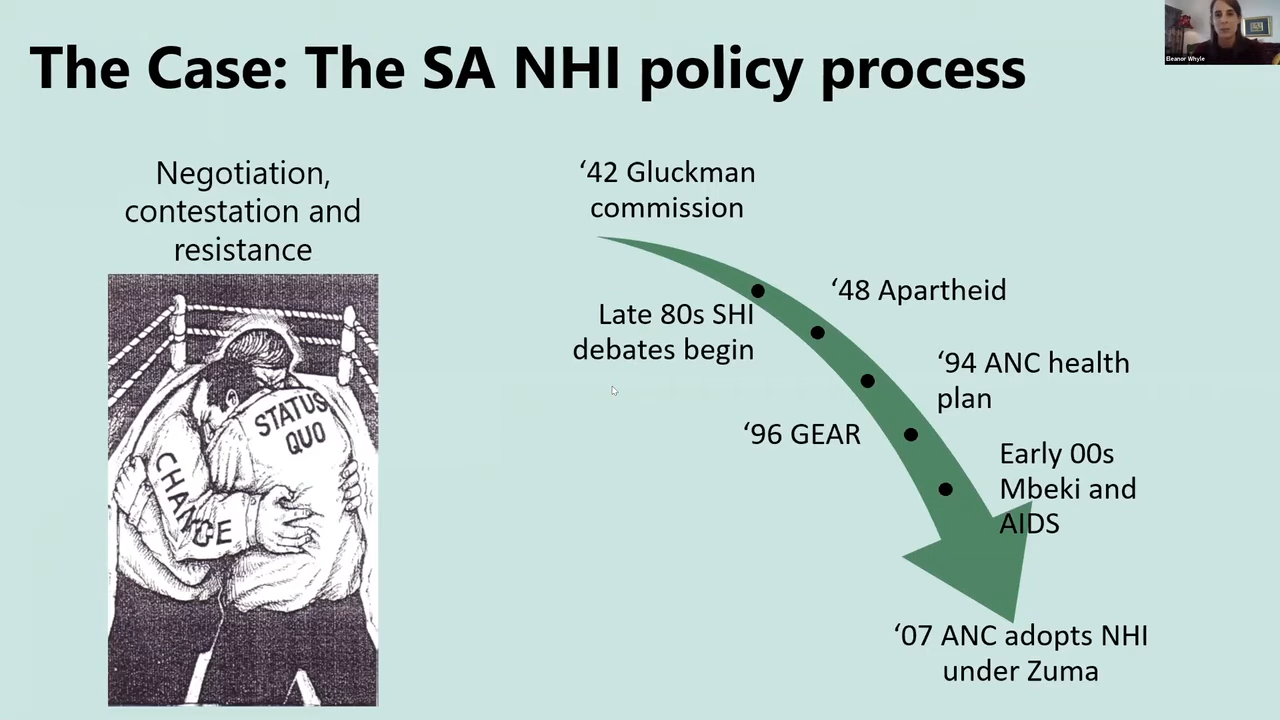 The Case: The SA NHI policy process
Eleanor Whyle
Negotiation,
contestation and
resistance
STATUS
QUO
CHANGE
‘42 Gluckman
commission
‘48 Apartheid
Late 80s SHI
debates begin
‘94 ANC health
plan
‘96 GEAR
Early 00s
Mbeki and
AIDS
‘07 ANC adopts NHI
under Zuma